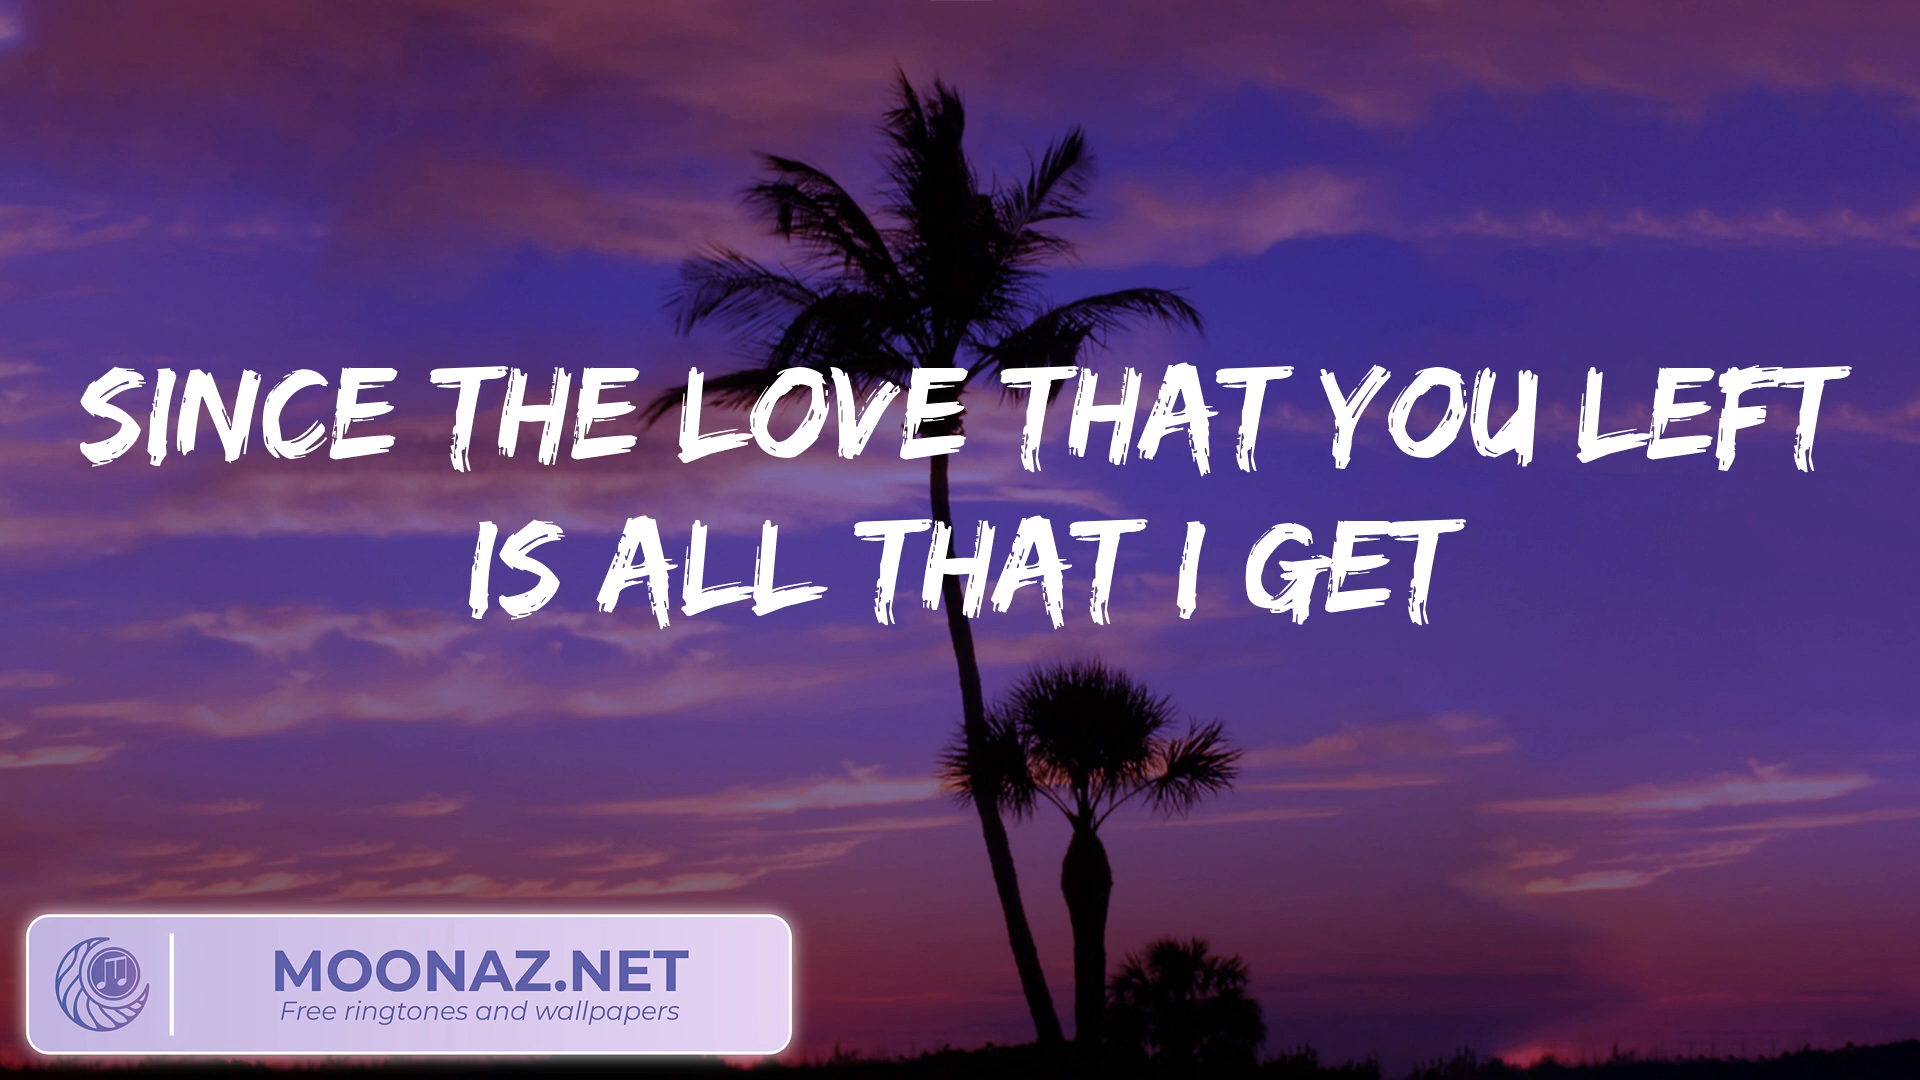 SINCE THE LOVE THAT YOU LEFT
IS ALL THAT I GET
MOONAZ.NET
Free ringtones and wallpapers